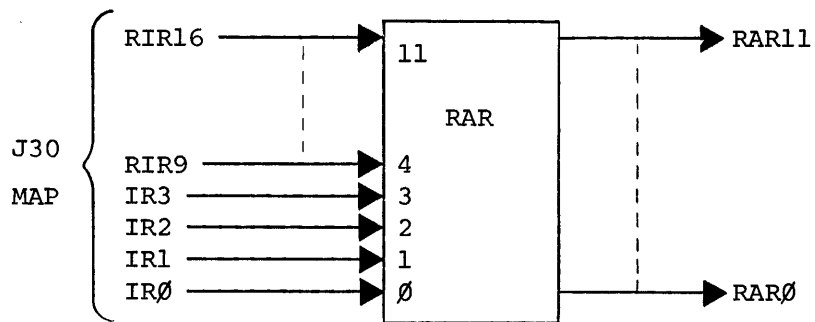 RIR16
11
RAR11
RAR
J30
MAP
RIR9
4
IR3
3
IR2
2
IR1
1
IRØ
Ø
RARØ